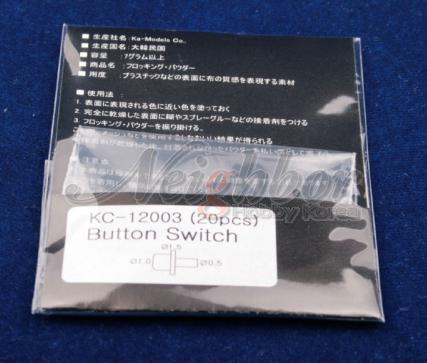 ■ 生産社名：Ka-Models Co.,
■ 生産国名：大韓民国
■ 容量　：7グラム以上
■ 商品名　：フロッキング・パウダー
■ 用度　：プラスチックなどの表面に布の質感を表現する素材
■ 使用法　：
1. 表面に表現される色に近い色を塗っておく
2. 完全に乾燥した表面に糊やスプレーグルーなどの接着剤をつける
3. フロッキング・パウダーを振り掛ける。
Neighbor
Hobby Korea
KC-12003 (20pcs)
Button Switch
Ø1.5
Ø1.0
Ø0.5